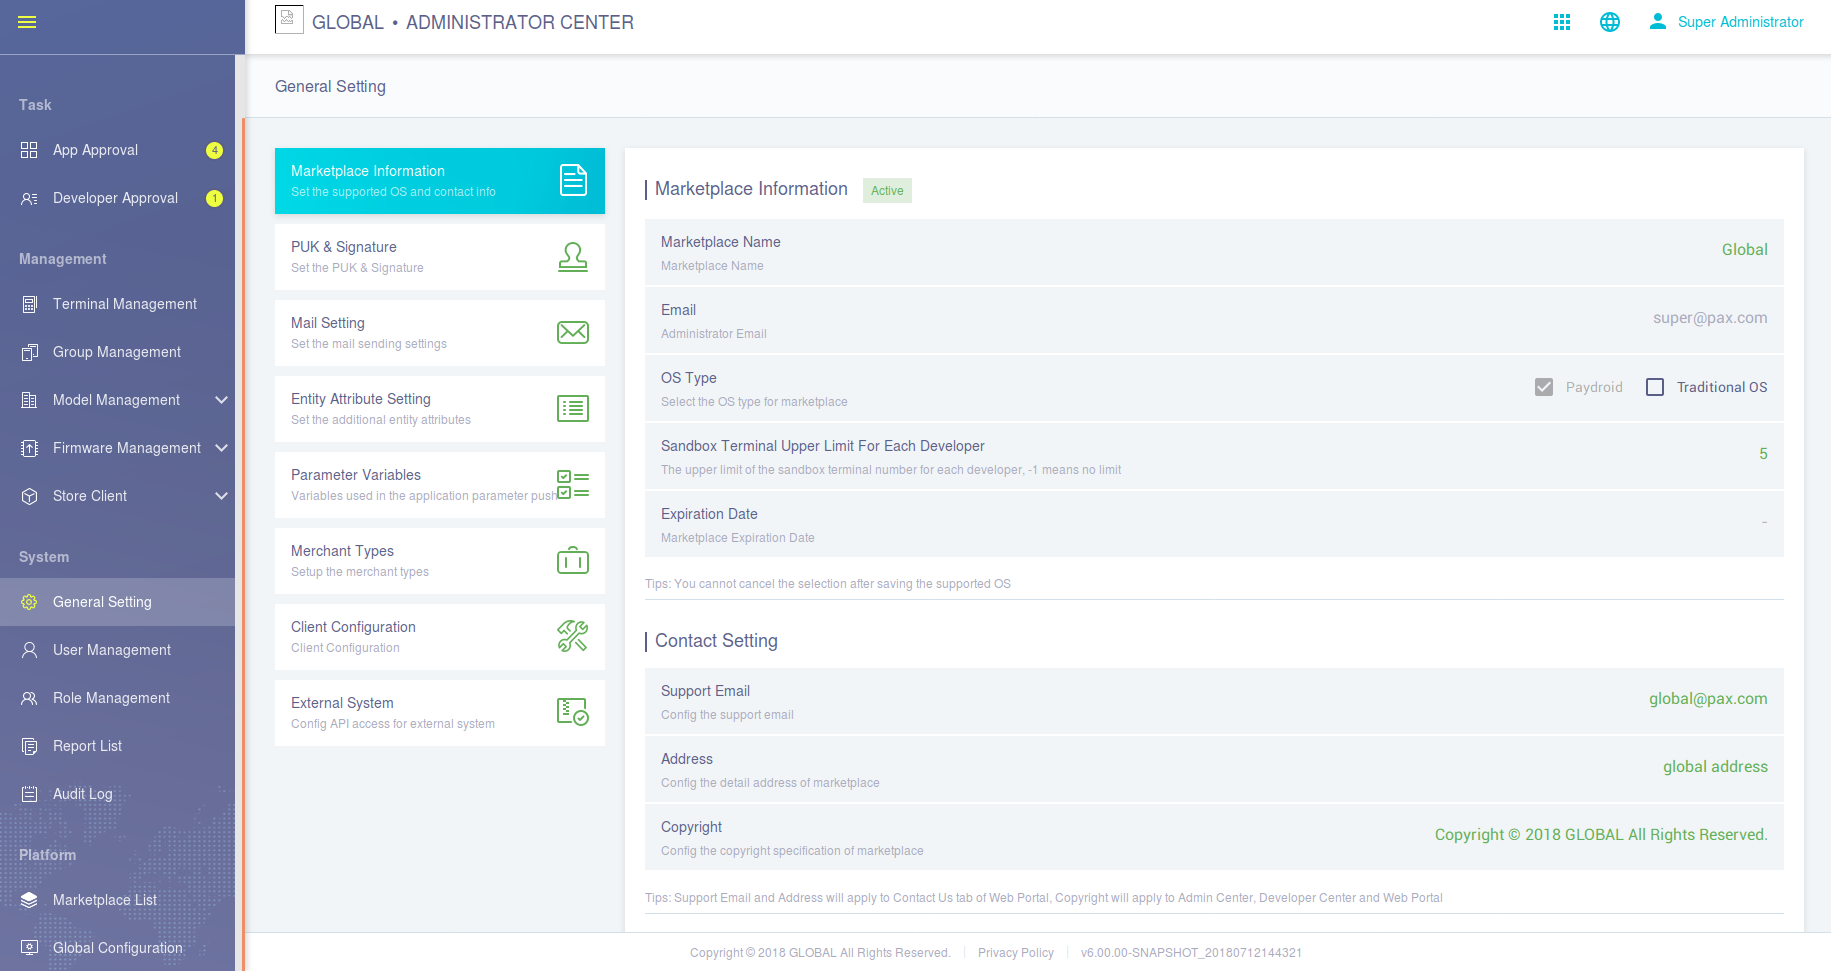 GLOBAL • ADMINISTRATOR CENTER
Super Administrator
Task
App Approval 4
Developer Approval 1
Management
Terminal Management
Group Management
Model Management
Firmware Management
Store Client
System
General Setting
User Management
Role Management
Report List
Audit Log
Platform
Marketplace List
Global Configuration
General Setting
Marketplace Information
Set the supported OS and contact info
PUK & Signature
Set the PUK & Signature
Mail Setting
Set the mail sending settings
Entity Attribute Setting
Set the additional entity attributes
Parameter Variables
Variables used in the application parameter push
Merchant Types
Setup the merchant types
Client Configuration
Client Configuration
External System
Config API access for external system
Marketplace Information Active
Marketplace Name
Marketplace Name
Global
Email
Administrator Email
super@pax.com
OS Type
Select the OS type for marketplace
Paydroid Traditional OS
Sandbox Terminal Upper Limit For Each Developer
The upper limit of the sandbox terminal number for each developer, -1 means no limit
5
Expiration Date
Marketplace Expiration Date
-
Tips: You cannot cancel the selection after saving the supported OS
Contact Setting
Support Email
Config the support email
global@pax.com
Address
Config the detail address of marketplace
global address
Copyright
Config the copyright specification of marketplace
Copyright © 2018 GLOBAL All Rights Reserved.
Tips: Support Email and Address will apply to Contact Us tab of Web Portal, Copyright will apply to Admin Center, Developer Center and Web Portal
Copyright © 2018 GLOBAL All Rights Reserved. Privacy Policy v6.00.00-SNAPSHOT_20180712144321